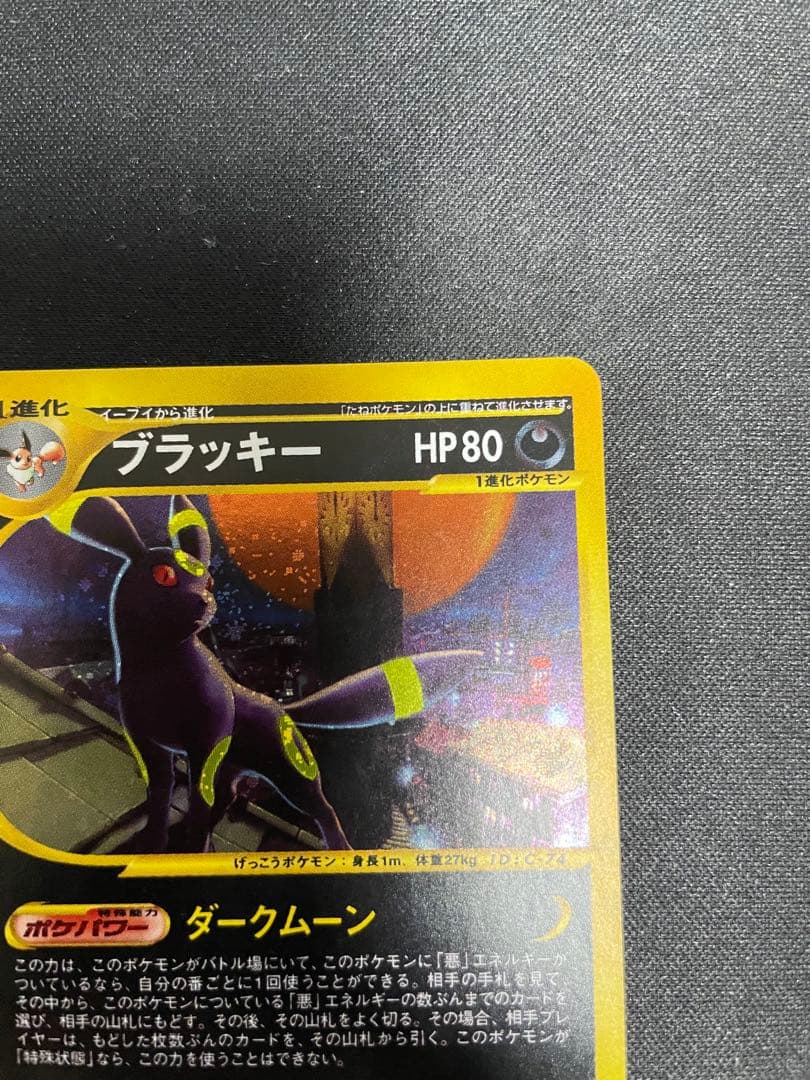 1進化
イーブイから進化
「たねポケモン」の上に重ねて進化させます。
ブラッキー HP80
1進化ポケモン
げっこうポケモン：身長1m、体重27kg ID：C-74
特殊能力
ポケパワー ダークムーン
この力は、このポケモンがバトル場にいて、このポケモンに「悪」エネルギーが
ついているなら、自分の番ごとに1回使うことができる。相手の手札を見て、
その中から、このポケモンについている「悪」エネルギーの数ぶんまでのカードを
選び、相手の山札にもどす。その後、その山札をよく切る。その場合、相手プレ
イヤーは、もどした枚数ぶんのカードを、その山札から引く。このポケモンが
「特殊状態」なら、この力を使うことはできない。